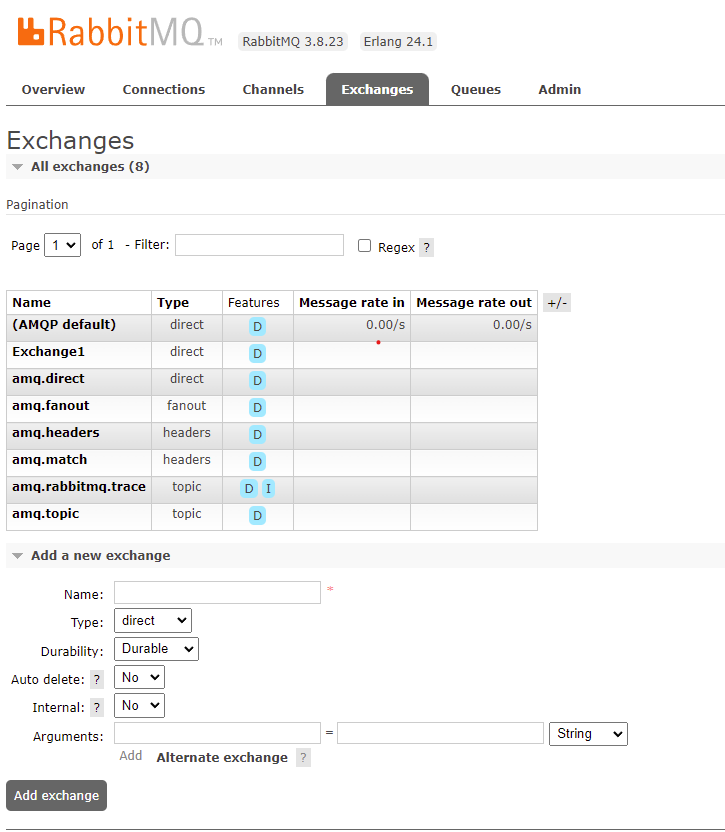 RabbitMQ TM RabbitMQ 3.8.23 Erlang 24.1
Overview Connections Channels Exchanges Queues Admin
Exchanges
All exchanges (8)
Pagination
Page 1 of 1 - Filter: Regex ?
Name Type Features Message rate in Message rate out +/-
(AMQP default) direct D 0.00/s 0.00/s
Exchange1 direct D
amq.direct direct D
amq.fanout fanout D
amq.headers headers D
amq.match headers D
amq.rabbitmq.trace topic D I
amq.topic topic D
Add a new exchange
Name: *
Type: direct
Durability: Durable
Auto delete: ? No
Internal: ? No
Arguments: = String
Add Alternate exchange ?
Add exchange